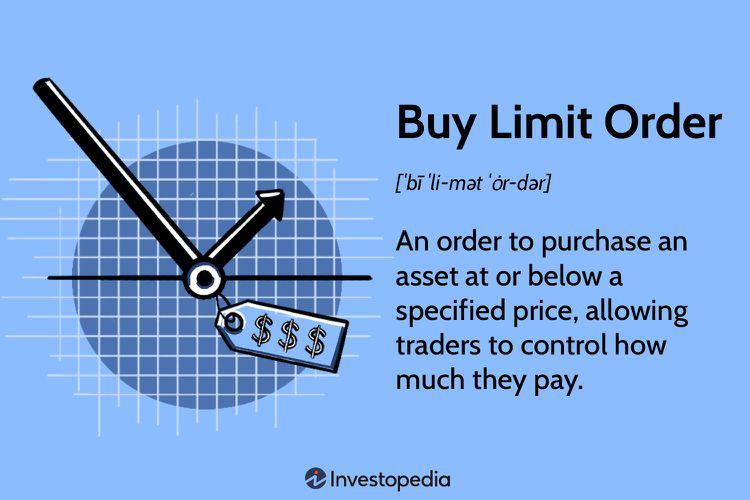 Buy Limit Order
[ˈbī ˈli-mət ˈȯr-dər]
An order to purchase an
asset at or below a
specified price, allowing
traders to control how
much they pay.
$ $ $
Investopedia